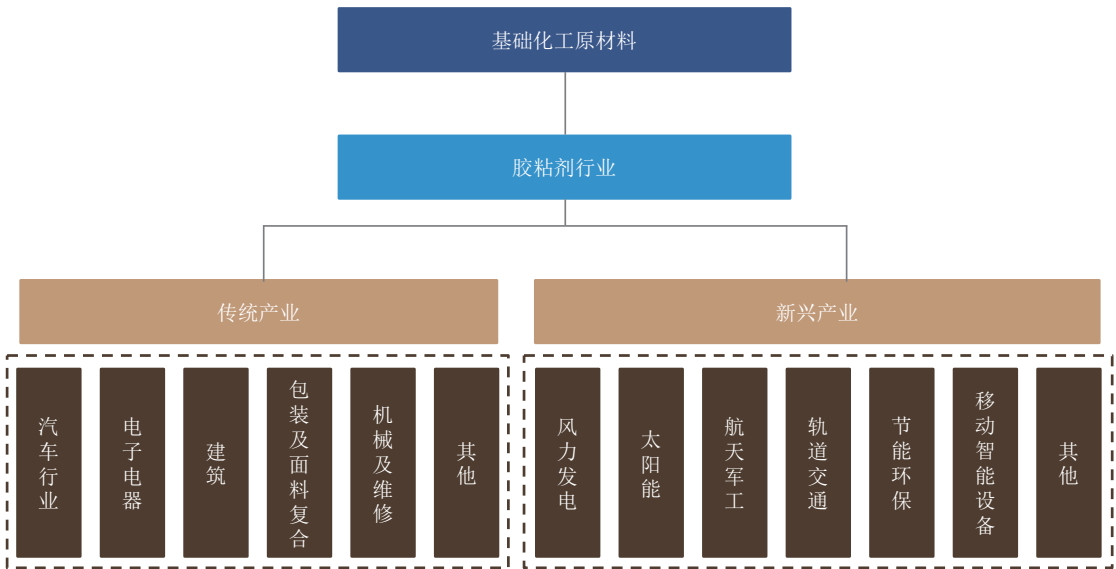 基础化工原材料
胶粘剂行业
传统产业
新兴产业
汽车行业
电子电器
建筑
包装及面料复合
机械及维修
其他
风力发电
太阳能
航天军工
轨道交通
节能环保
移动智能设备
其他